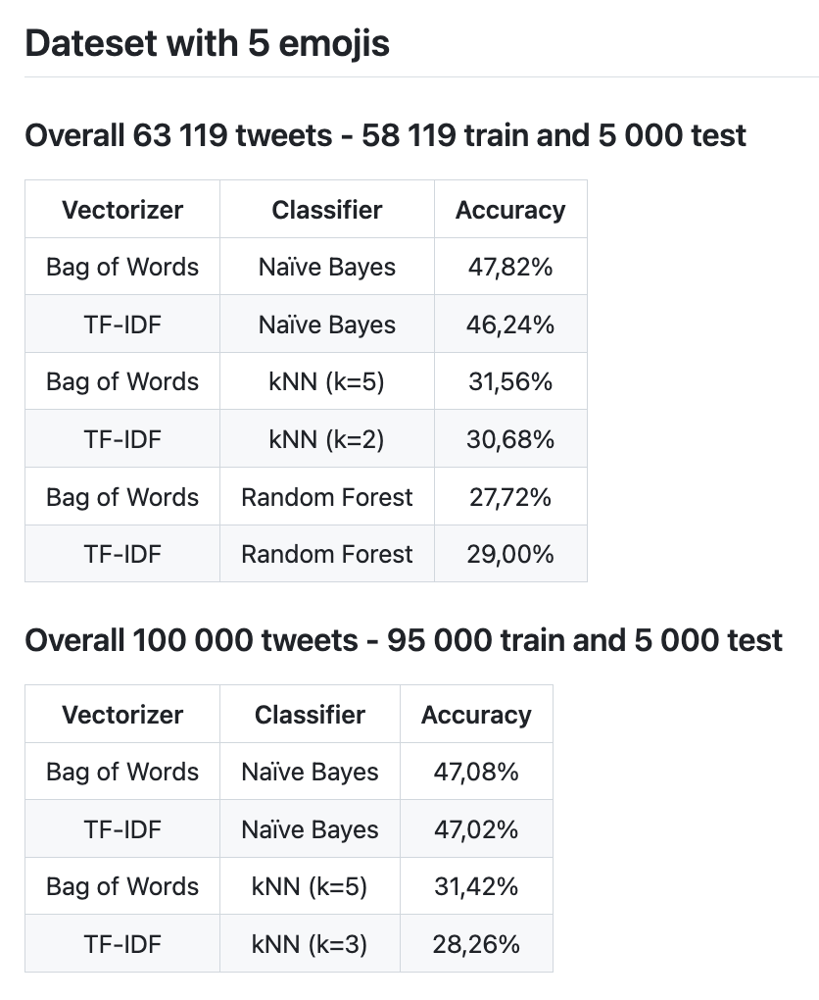 Dateset with 5 emojis
Overall 63 119 tweets - 58 119 train and 5 000 test
Vectorizer Classifier Accuracy
Bag of Words Naïve Bayes 47,82%
TF-IDF Naïve Bayes 46,24%
Bag of Words kNN (k=5) 31,56%
TF-IDF kNN (k=2) 30,68%
Bag of Words Random Forest 27,72%
TF-IDF Random Forest 29,00%
Overall 100 000 tweets - 95 000 train and 5 000 test
Vectorizer Classifier Accuracy
Bag of Words Naïve Bayes 47,08%
TF-IDF Naïve Bayes 47,02%
Bag of Words kNN (k=5) 31,42%
TF-IDF kNN (k=3) 28,26%